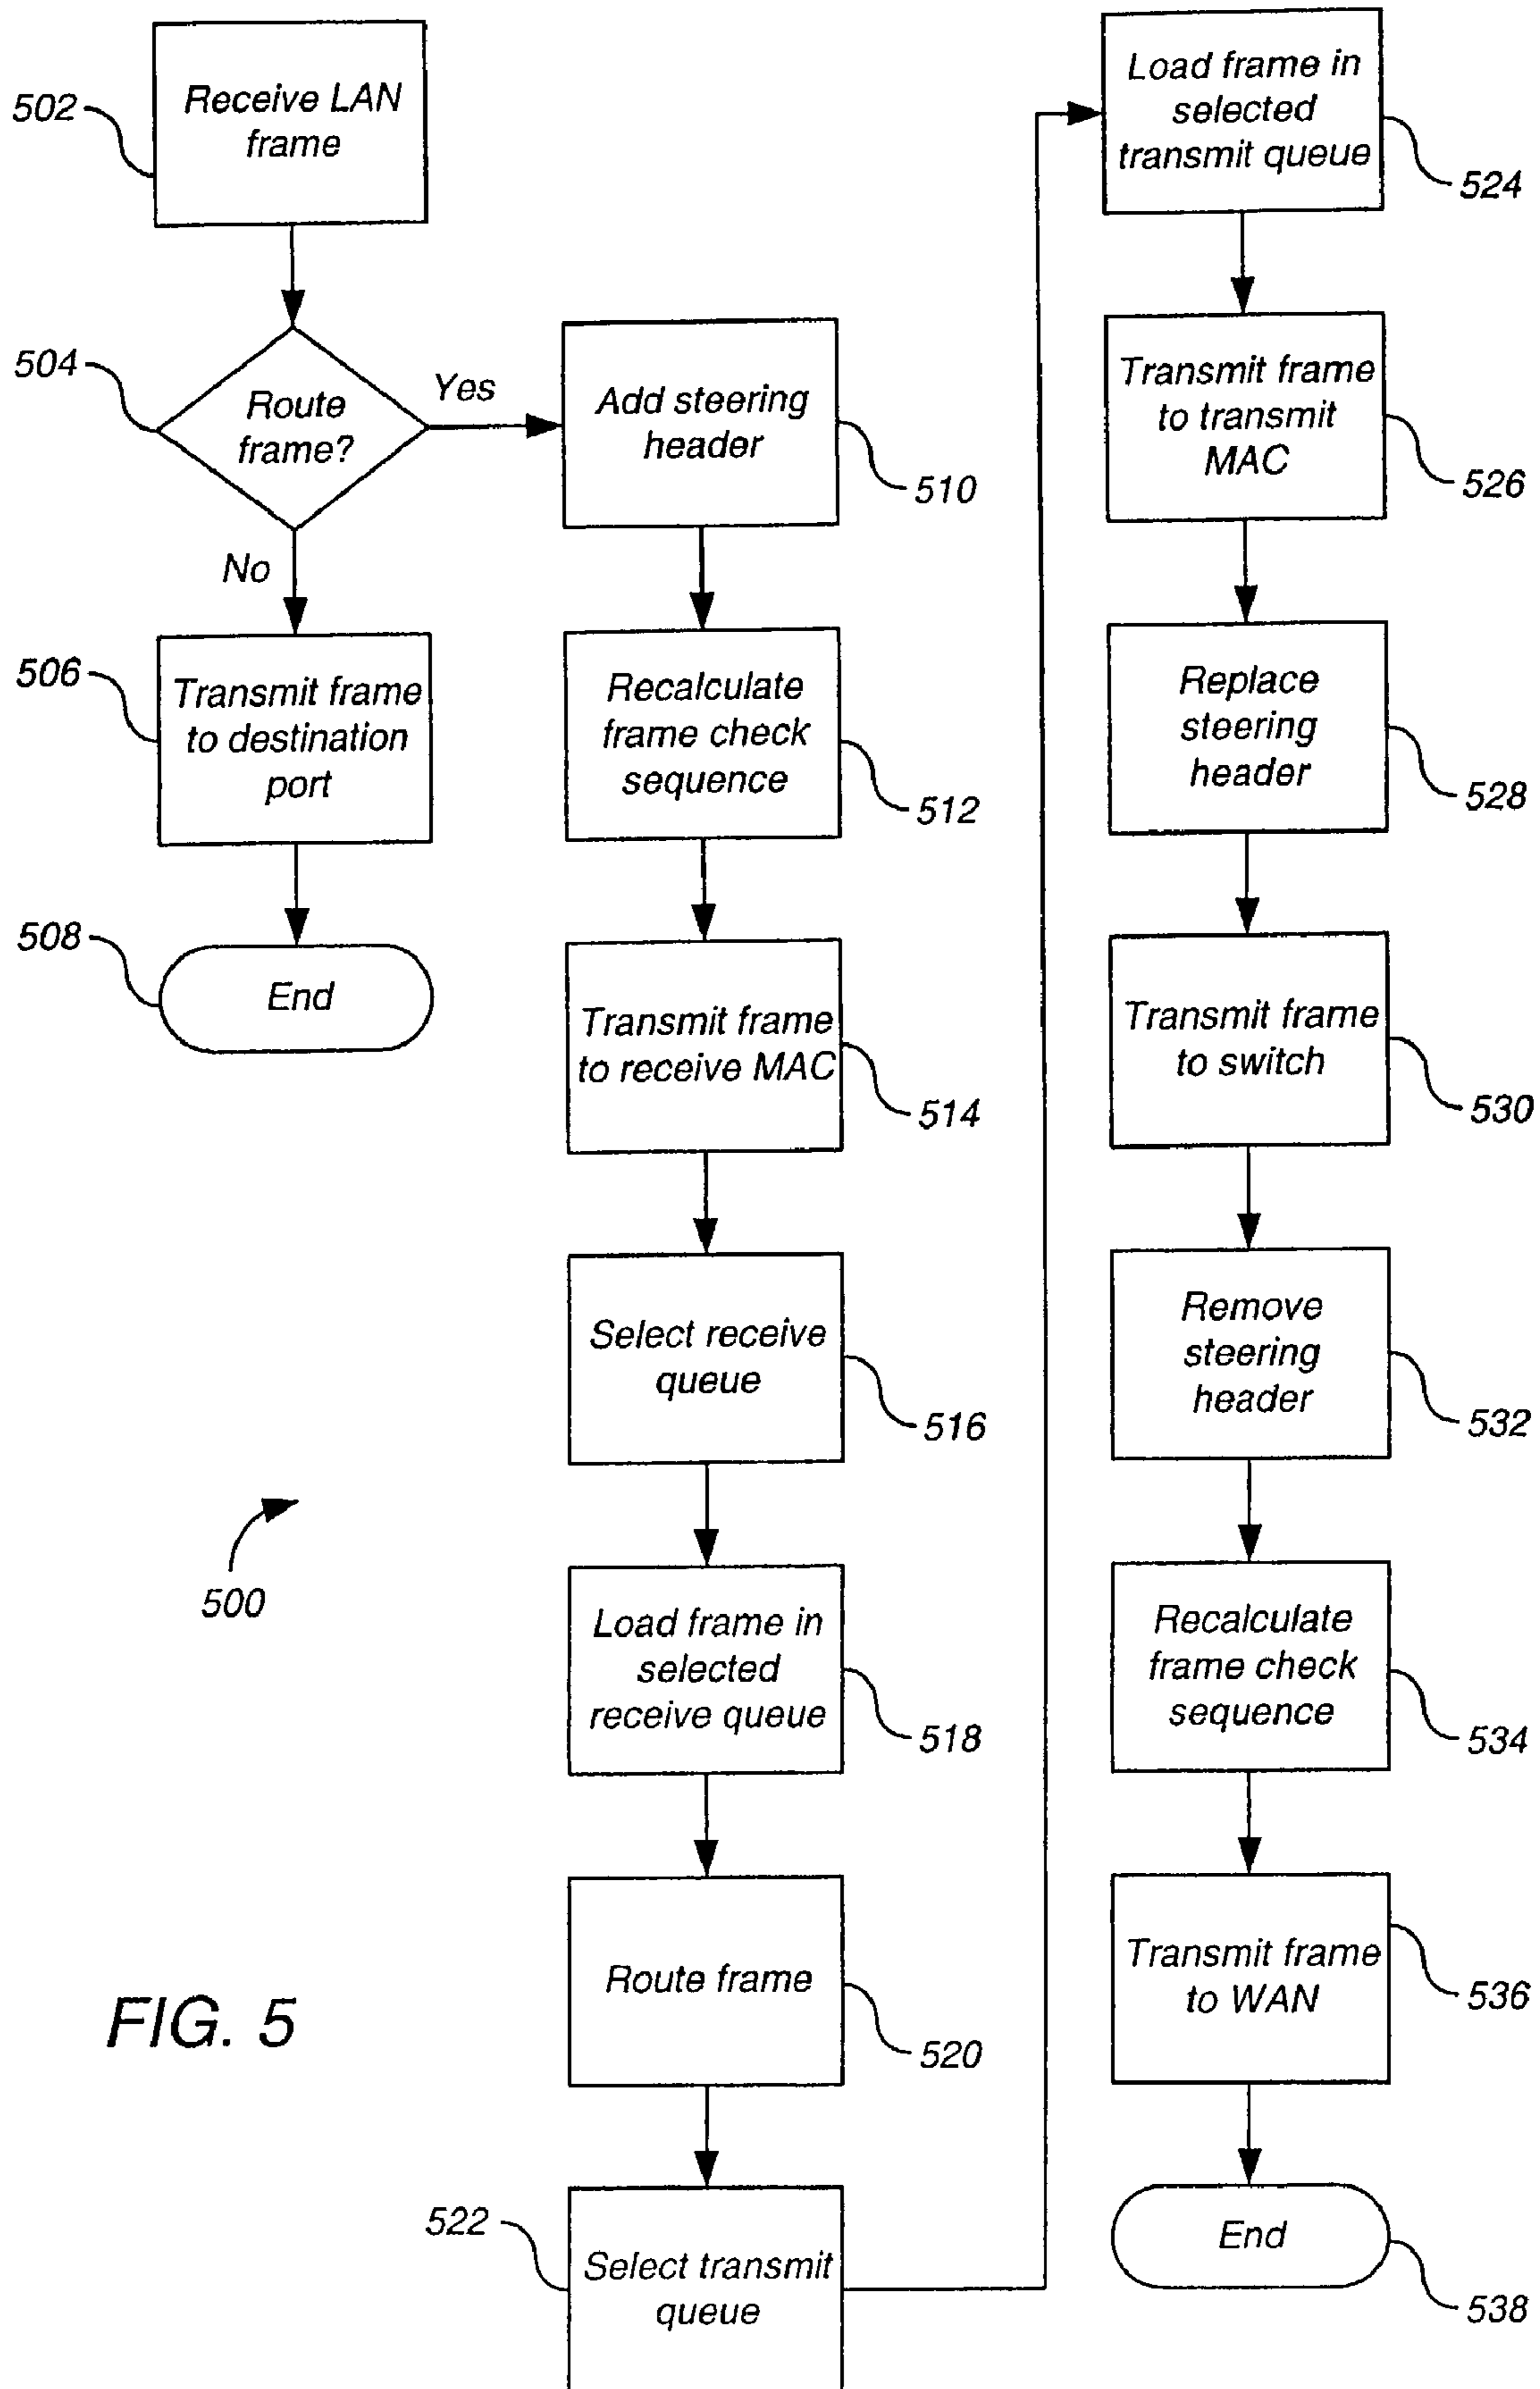 502
Receive LAN
frame
504
Route
frame?
Yes
No
506
Transmit frame
to destination
port
508
End
500
FIG. 5
Add steering
header
510
Recalculate
frame check
sequence
512
Transmit frame
to receive MAC
514
Select receive
queue
516
Load frame in
selected
receive queue
518
Route frame
520
522
Select transmit
queue
Load frame in
selected
transmit queue
524
Transmit frame
to transmit
MAC
526
Replace
steering
header
528
Transmit frame
to switch
530
Remove
steering
header
532
Recalculate
frame check
sequence
534
Transmit frame
to WAN
536
End
538